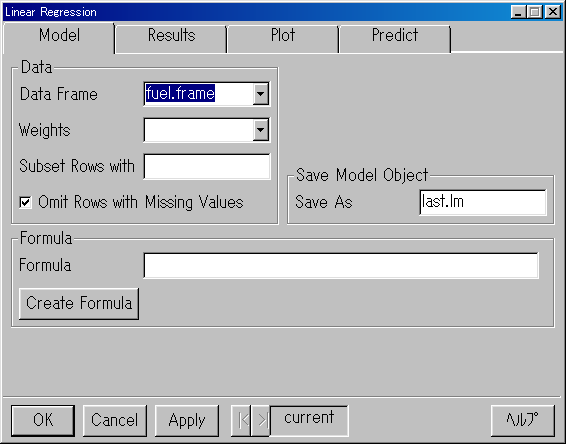 Linear Regression
Model Results Plot Predict
Data
Data Frame fuel.frame
Weights
Subset Rows with
Omit Rows with Missing Values
Save Model Object
Save As last.lm
Formula
Formula
Create Formula
OK Cancel Apply current ﾍﾙﾌﾟ